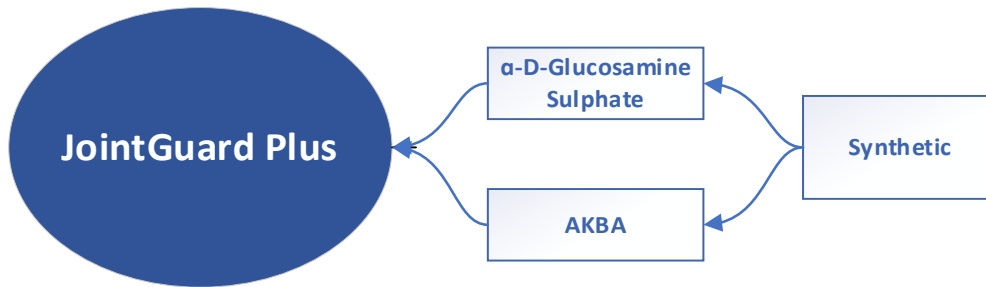 JointGuard Plus
α-D-Glucosamine
Sulphate
AKBA
Synthetic